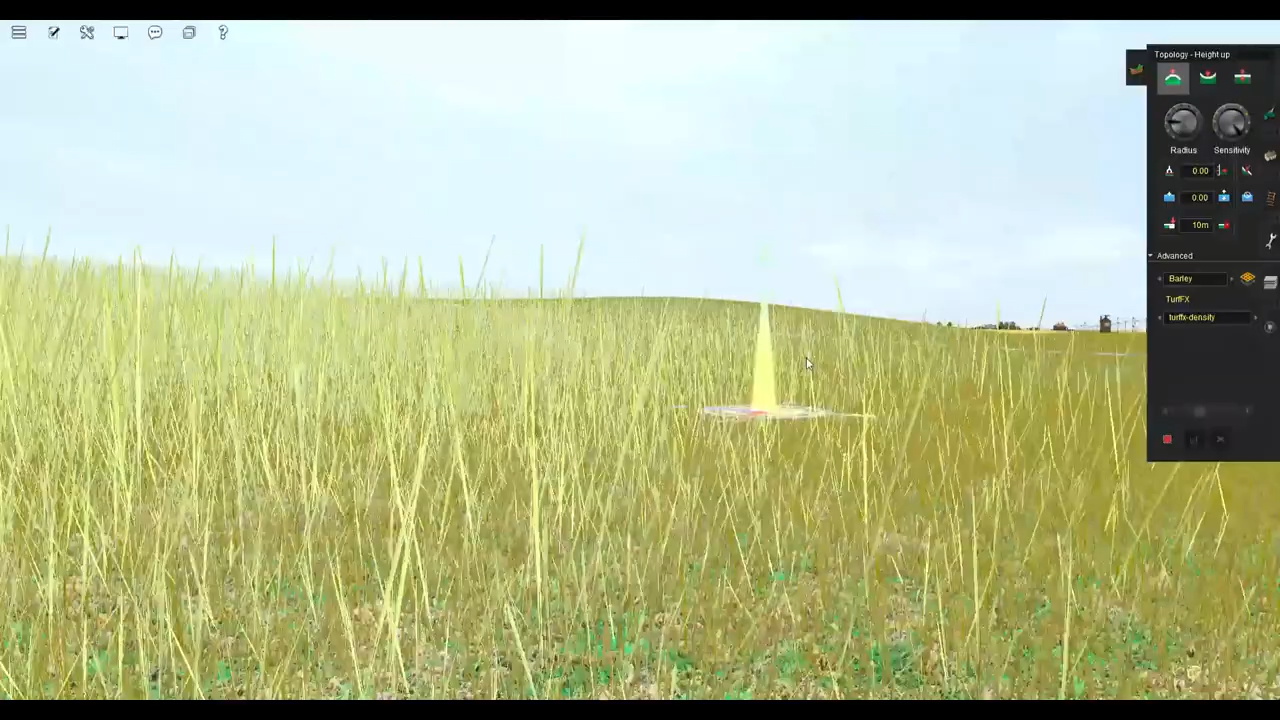 Topology - Height up
Radius Sensitivity
0.00
0.00
10m
Advanced
Barley
TurfFX
turffx-density